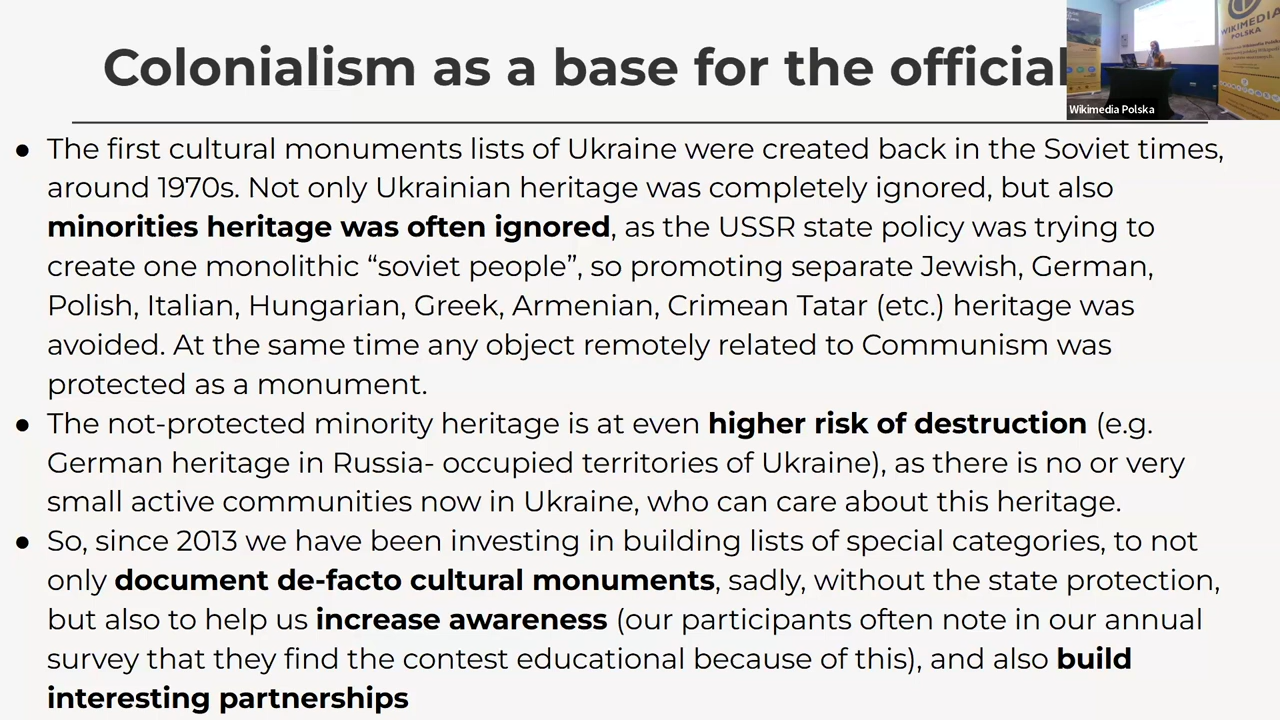 Colonialism as a base for the official
WIKIMEDIA
POLSKA
Wikimedia Polska
● The first cultural monuments lists of Ukraine were created back in the Soviet times,
around 1970s. Not only Ukrainian heritage was completely ignored, but also
minorities heritage was often ignored, as the USSR state policy was trying to
create one monolithic “soviet people”, so promoting separate Jewish, German,
Polish, Italian, Hungarian, Greek, Armenian, Crimean Tatar (etc.) heritage was
avoided. At the same time any object remotely related to Communism was
protected as a monument.
● The not-protected minority heritage is at even higher risk of destruction (e.g.
German heritage in Russia- occupied territories of Ukraine), as there is no or very
small active communities now in Ukraine, who can care about this heritage.
● So, since 2013 we have been investing in building lists of special categories, to not
only document de-facto cultural monuments, sadly, without the state protection,
but also to help us increase awareness (our participants often note in our annual
survey that they find the contest educational because of this), and also build
interesting partnerships